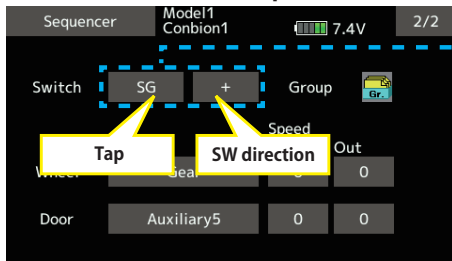 Sequencer Model1 7.4V 2/2
Conbion1
Switch SG + Group Gr.
Speed
Tap SW direction Out
Wheel Gear 0 0
Door Auxiliary5 0 0